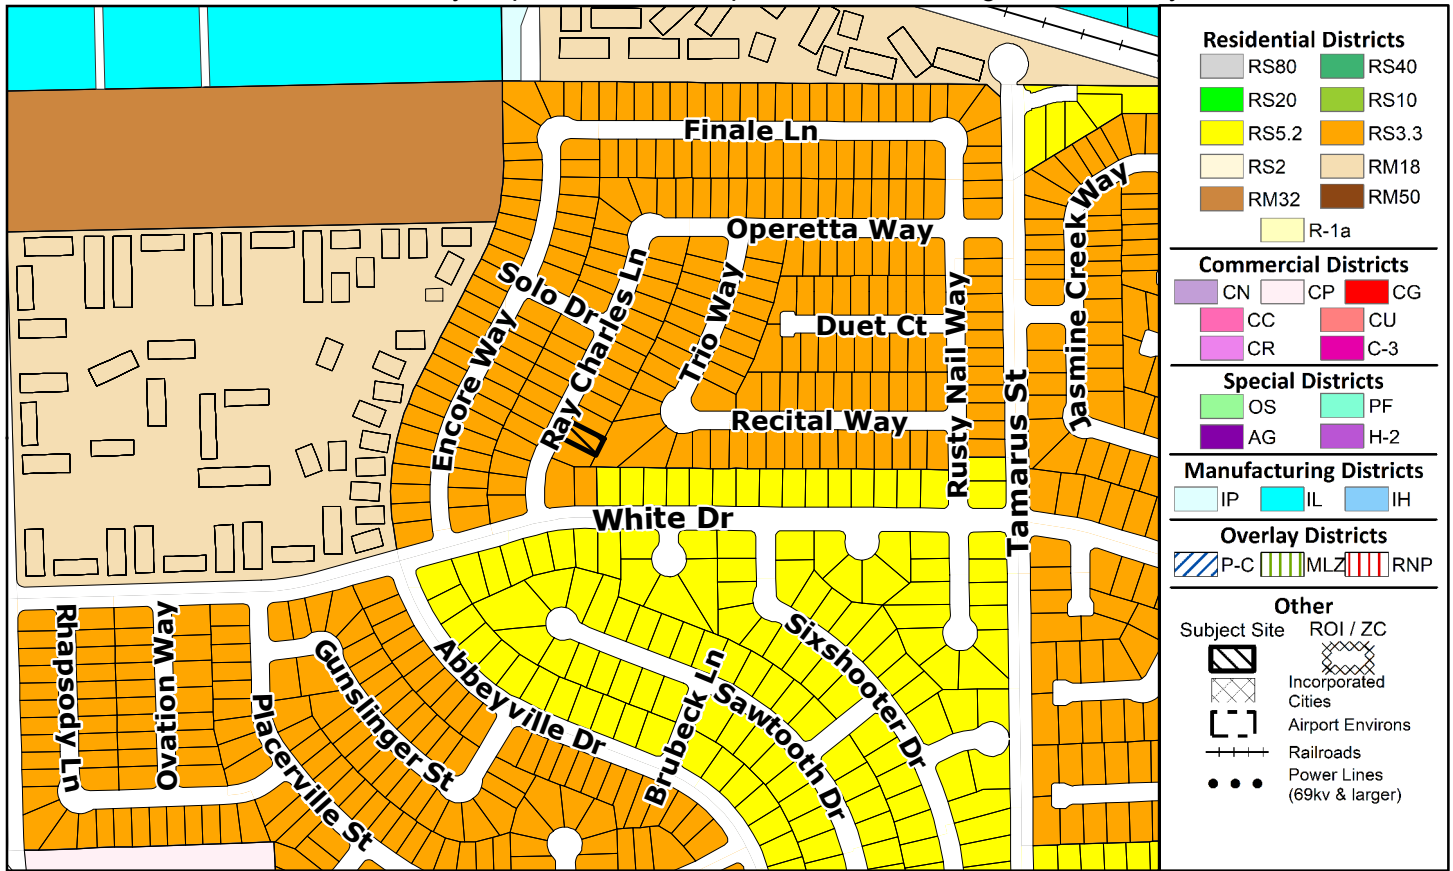 Finale Ln
Operetta Way
Solo Dr
Ray Charles Ln
Trio Way
Duet Ct
Encore Way
Recital Way
Rusty Nail Way
Tamarus St
Jasmine Creek Way
White Dr
Rhapsody Ln
Ovation Way
Placerville St
Gunslinger St
Abbeyville Dr
Brubeck Ln
Sawtooth Dr
Sixshooter Dr
Residential Districts
RS80 RS40
RS20 RS10
RS5.2 RS3.3
RS2 RM18
RM32 RM50
R-1a
Commercial Districts
CN CP CG
CC CU
CR C-3
Special Districts
OS PF
AG H-2
Manufacturing Districts
IP IL IH
Overlay Districts
P-C MLZ RNP
Other
Subject Site ROI / ZC
Incorporated
Cities
Airport Environs
Railroads
Power Lines
(69kv & larger)